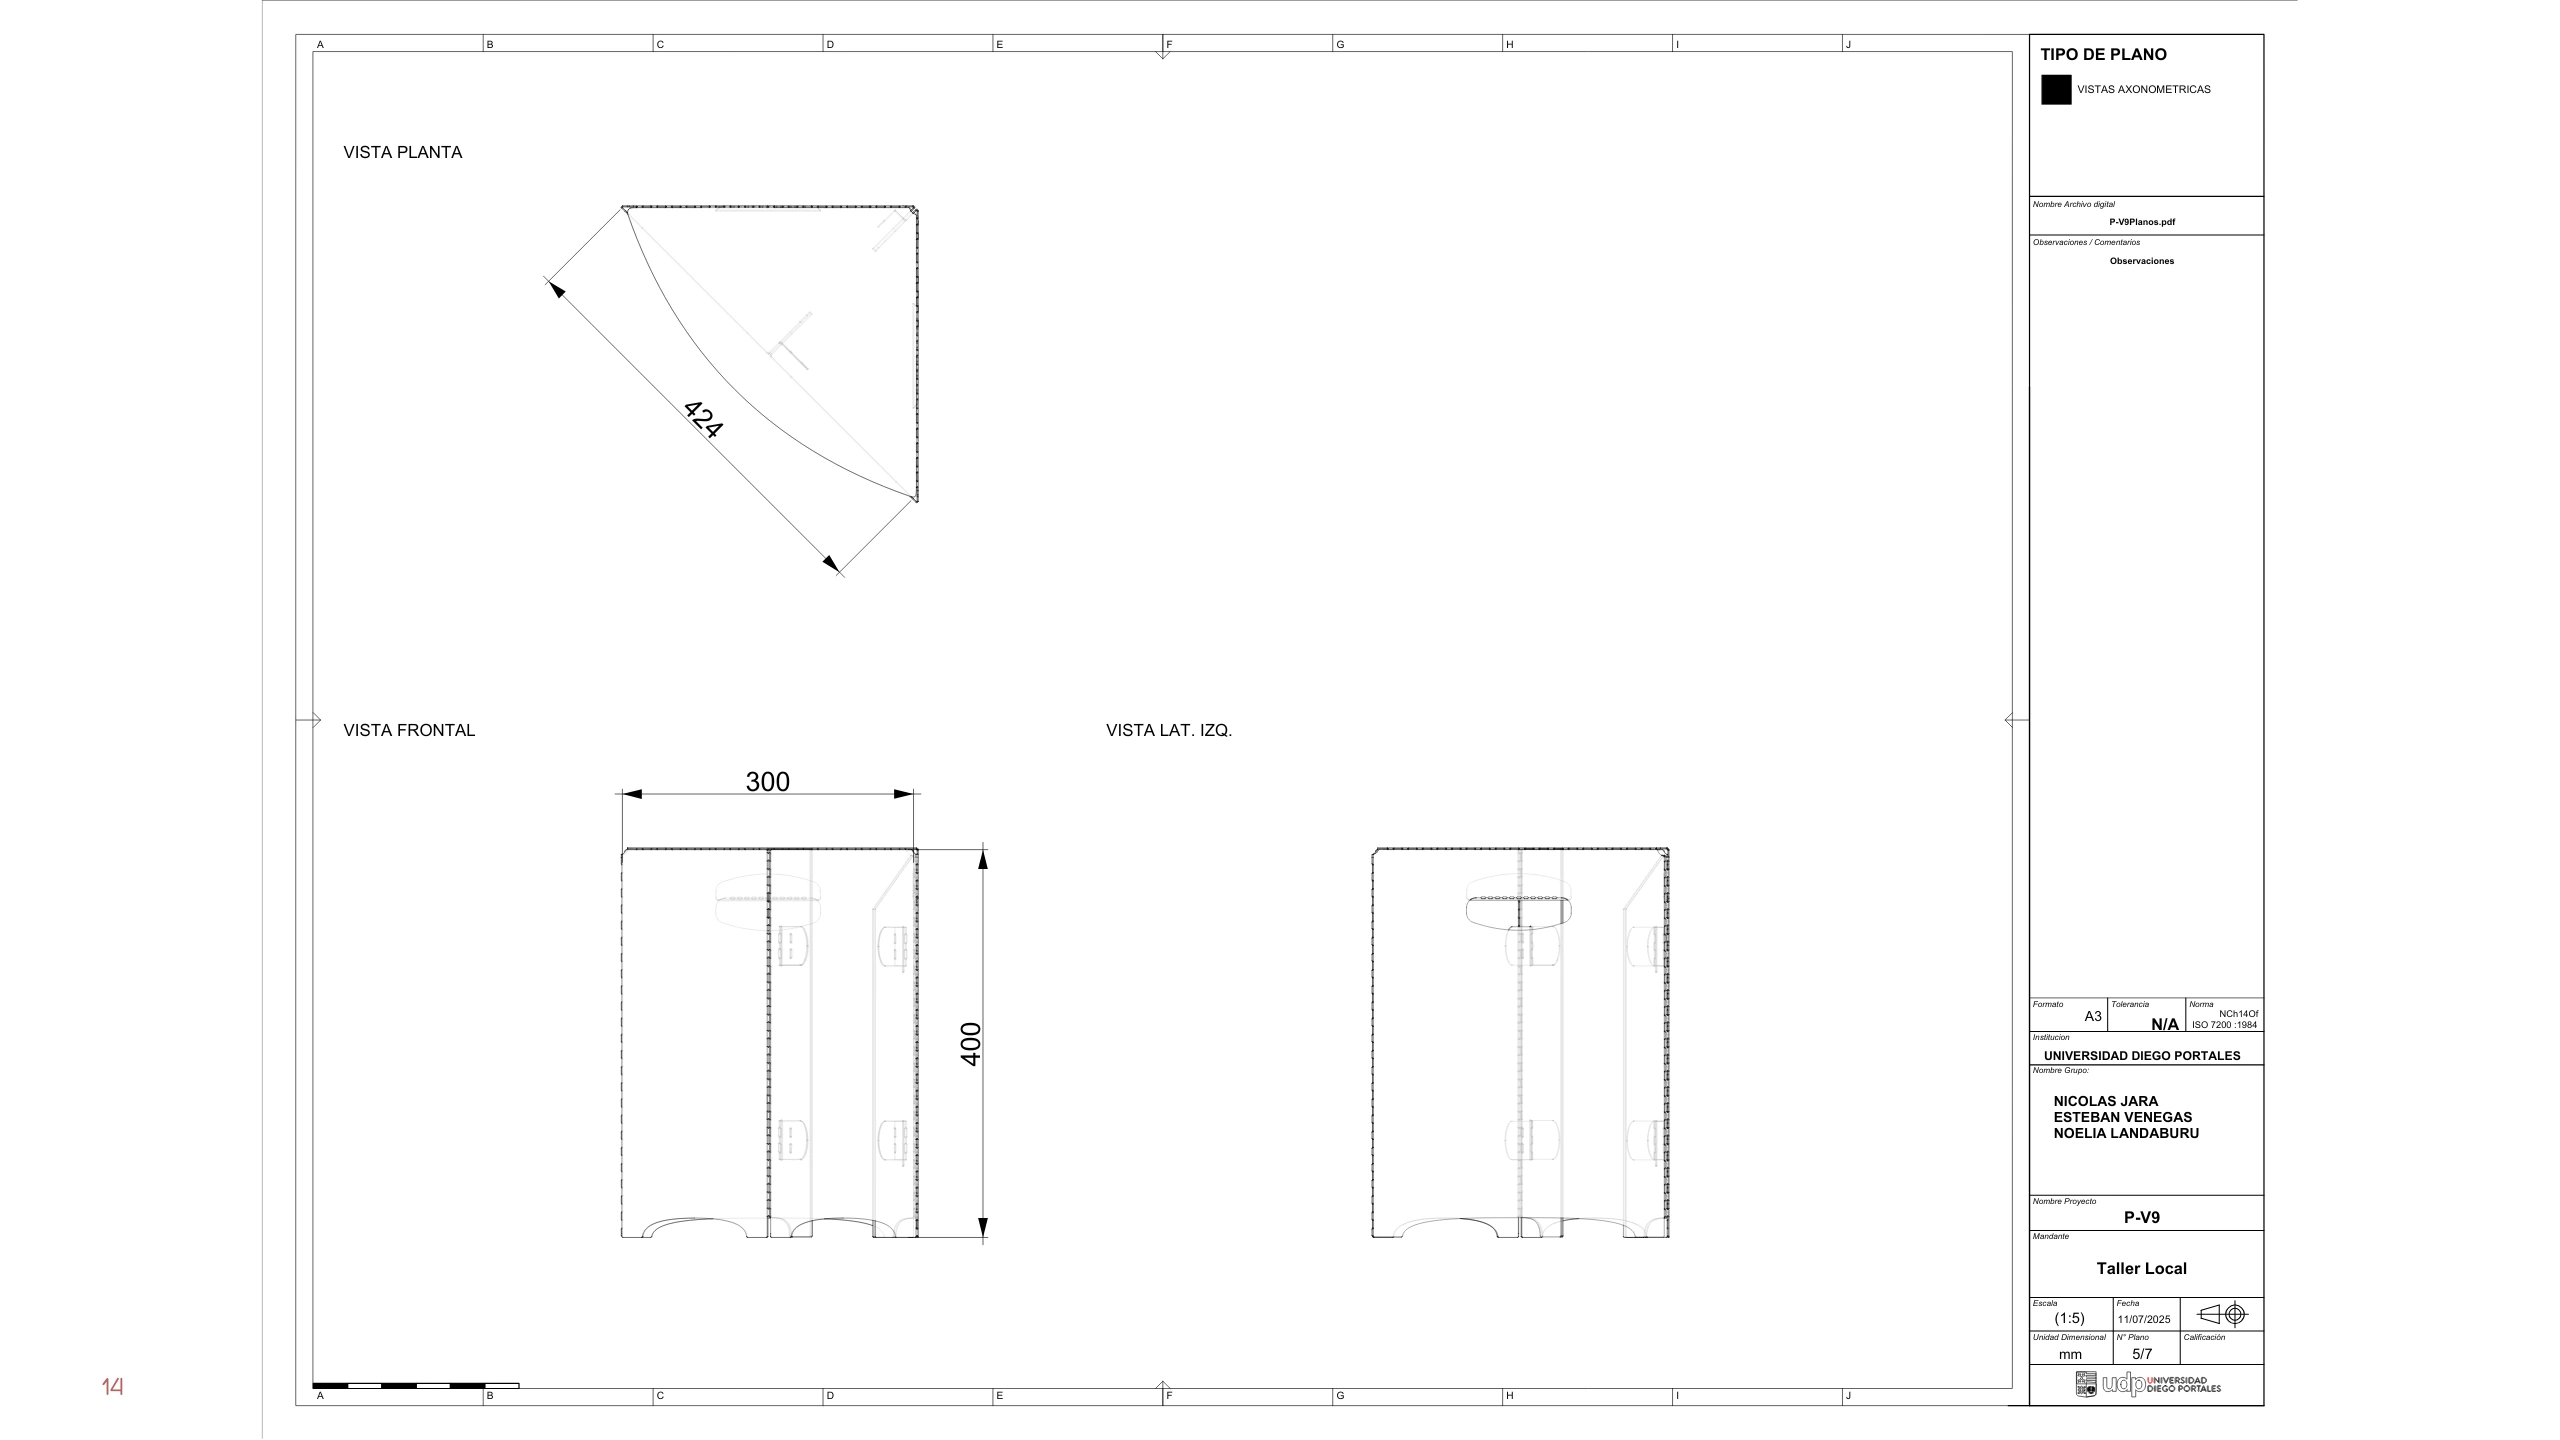 A B C D E F G H I J
TIPO DE PLANO
VISTAS AXONOMETRICAS
VISTA PLANTA
424
VISTA FRONTAL
VISTA LAT. IZQ.
300
400
Nombre Archivo digital
P-V9Planos.pdf
Observaciones / Comentarios
Observaciones
Formato
A3
Tolerancia
N/A
Norma
NCh14Of
ISO 7200 :1984
Institucion
UNIVERSIDAD DIEGO PORTALES
Nombre Grupo:
NICOLAS JARA
ESTEBAN VENEGAS
NOELIA LANDABURU
Nombre Proyecto
P-V9
Mandante
Taller Local
Escala
(1:5)
Fecha
11/07/2025
Unidad Dimensional
mm
N° Plano
5/7
Calificación
udp UNIVERSIDAD
DIEGO PORTALES
A B C D E F G H I J
14